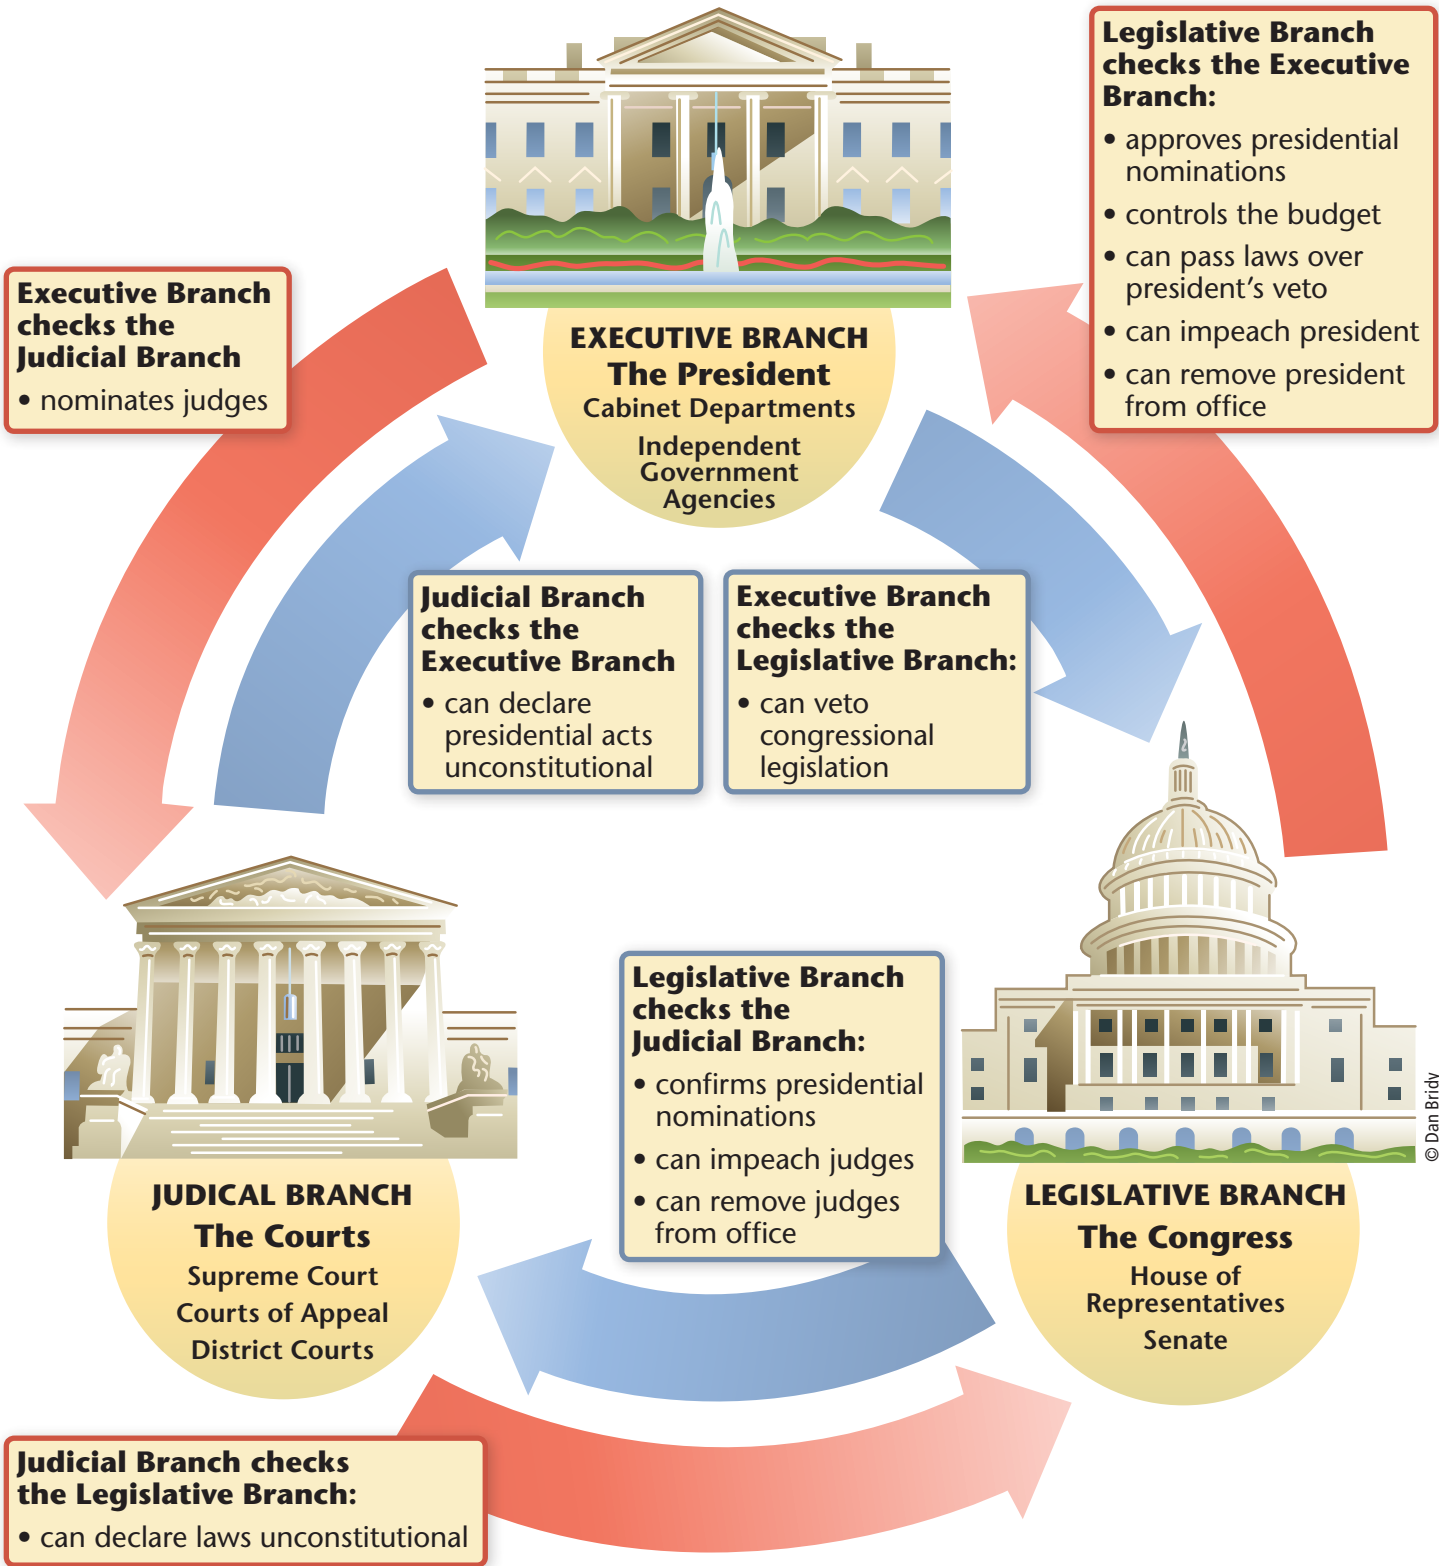 Legislative Branch
checks the Executive
Branch:
• approves presidential
nominations
• controls the budget
• can pass laws over
president’s veto
• can impeach president
• can remove president
from office
Executive Branch
checks the
Judicial Branch
• nominates judges
EXECUTIVE BRANCH
The President
Cabinet Departments
Independent
Government
Agencies
Judicial Branch
checks the
Executive Branch
• can declare
presidential acts
unconstitutional
Executive Branch
checks the
Legislative Branch:
• can veto
congressional
legislation
Legislative Branch
checks the
Judicial Branch:
• confirms presidential
nominations
• can impeach judges
• can remove judges
from office
JUDICAL BRANCH
The Courts
Supreme Court
Courts of Appeal
District Courts
LEGISLATIVE BRANCH
The Congress
House of
Representatives
Senate
© Dan Bridy
Judicial Branch checks
the Legislative Branch:
• can declare laws unconstitutional